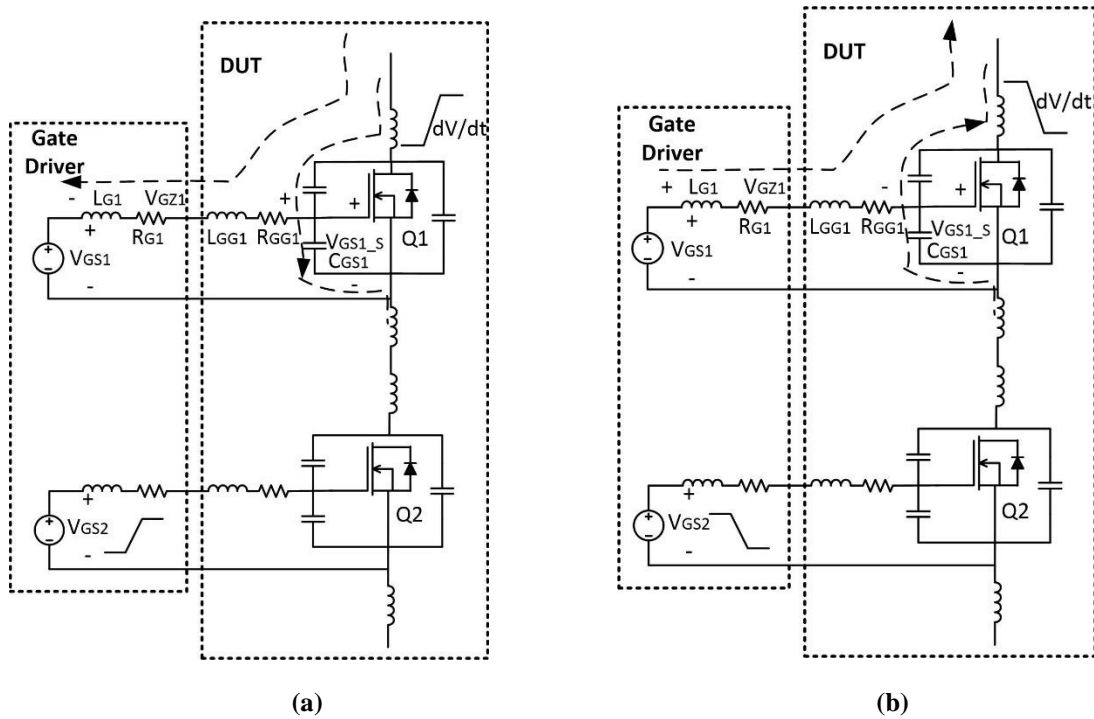 DUT
dV/dt
Gate
Driver
- LG1 VGZ1 +
+ RG1 LGG1 RGG1 +
VGS1
VGS1_S
CGS1
Q1
-
-
+
VGS2
Q2
-
(a)
DUT
dV/dt
Gate
Driver
+ LG1 VGZ1 -
+ RG1 LGG1 RGG1 +
VGS1
VGS1_S
CGS1
Q1
-
-
+
VGS2
Q2
-
(b)